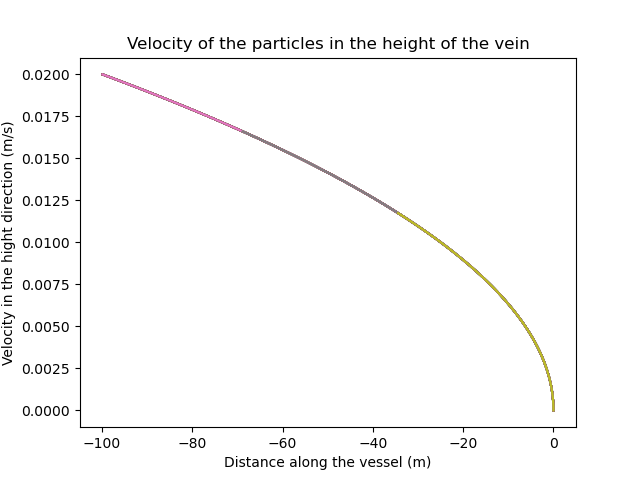 Velocity of the particles in the height of the vein
Velocity in the hight direction (m/s)
0.0200
0.0175
0.0150
0.0125
0.0100
0.0075
0.0050
0.0025
0.0000
−100 −80 −60 −40 −20 0
Distance along the vessel (m)